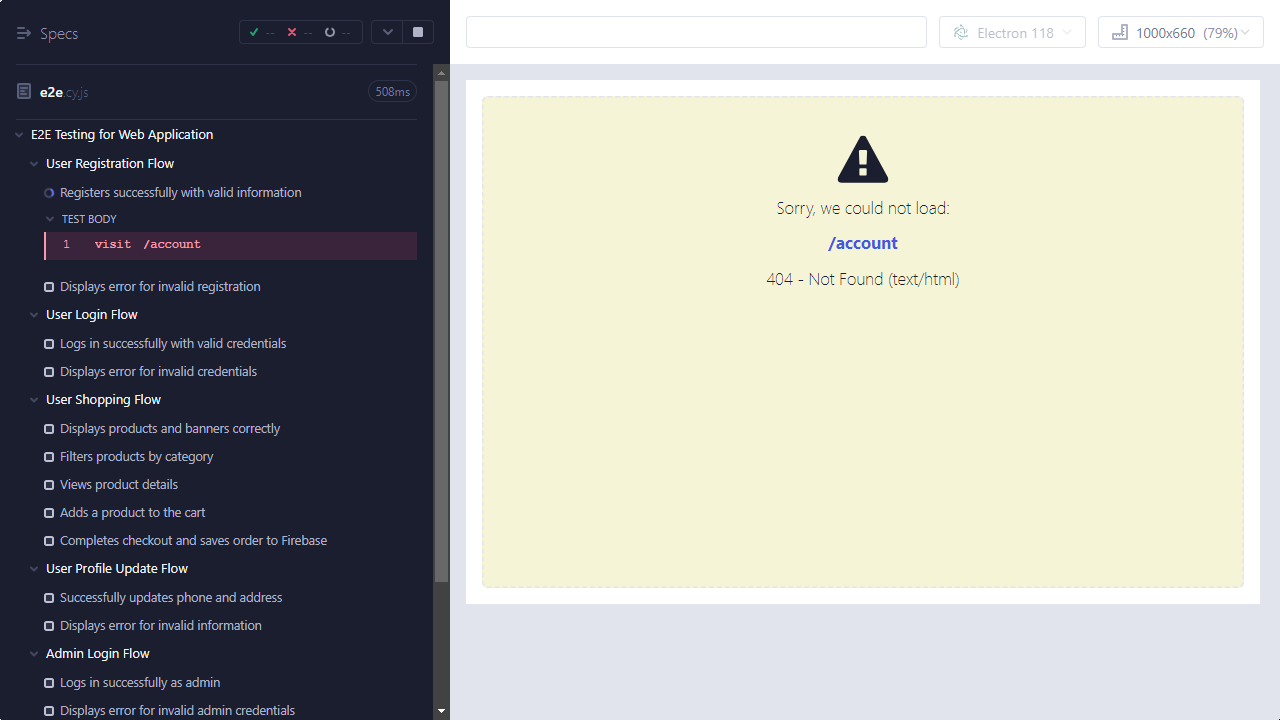 Specs
--
--
--
Electron 118
1000x660 (79%)
e2e.cy.js
508ms
E2E Testing for Web Application
User Registration Flow
Registers successfully with valid information
TEST BODY
1 visit /account
Displays error for invalid registration
User Login Flow
Logs in successfully with valid credentials
Displays error for invalid credentials
User Shopping Flow
Displays products and banners correctly
Filters products by category
Views product details
Adds a product to the cart
Completes checkout and saves order to Firebase
User Profile Update Flow
Successfully updates phone and address
Displays error for invalid information
Admin Login Flow
Logs in successfully as admin
Displays error for invalid admin credentials
Sorry, we could not load:
/account
404 - Not Found (text/html)